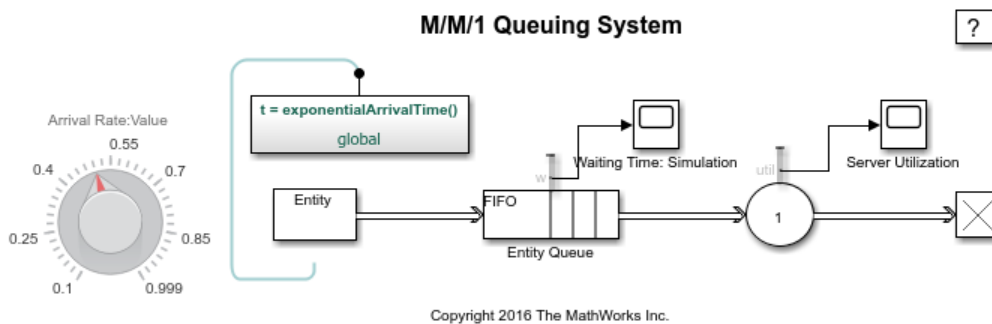 M/M/1 Queuing System
?
t = exponentialArrivalTime()
global
Arrival Rate:Value
0.55
0.4
0.7
0.25
0.85
0.1
0.999
Entity
FIFO
w
Entity Queue
Waiting Time: Simulation
util
1
Server Utilization
Copyright 2016 The MathWorks Inc.